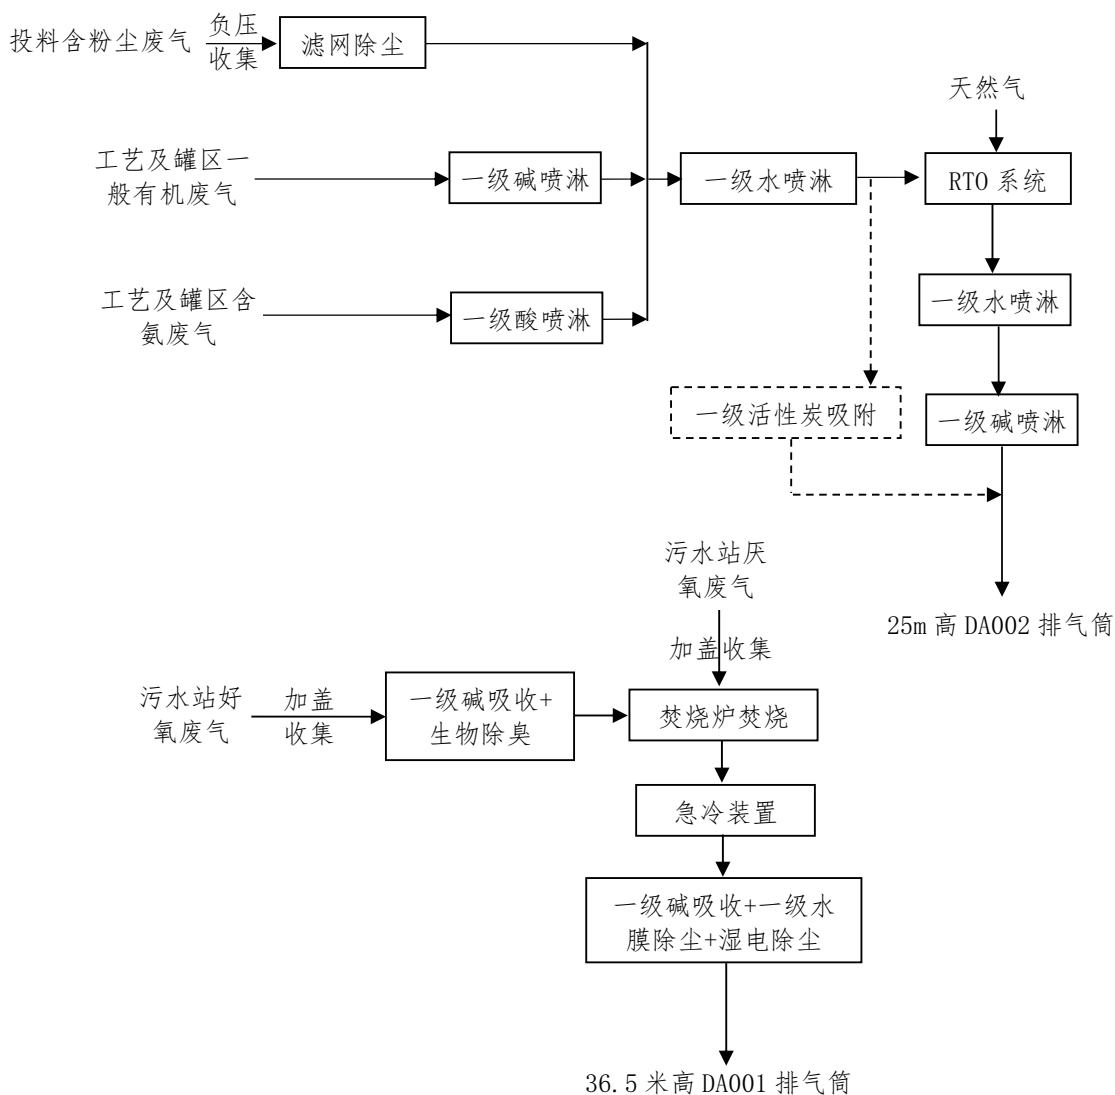 投料含粉尘废气
负压
收集
滤网除尘
天然气
工艺及罐区一
般有机废气
一级碱喷淋
一级水喷淋
RTO 系统
工艺及罐区含
氨废气
一级酸喷淋
一级水喷淋
一级活性炭吸附
一级碱喷淋
25m 高 DA002 排气筒
污水站厌
氧废气
加盖收集
污水站好
氧废气
加盖
收集
一级碱吸收+
生物除臭
焚烧炉焚烧
急冷装置
一级碱吸收+一级水
膜除尘+湿电除尘
36.5 米高 DA001 排气筒